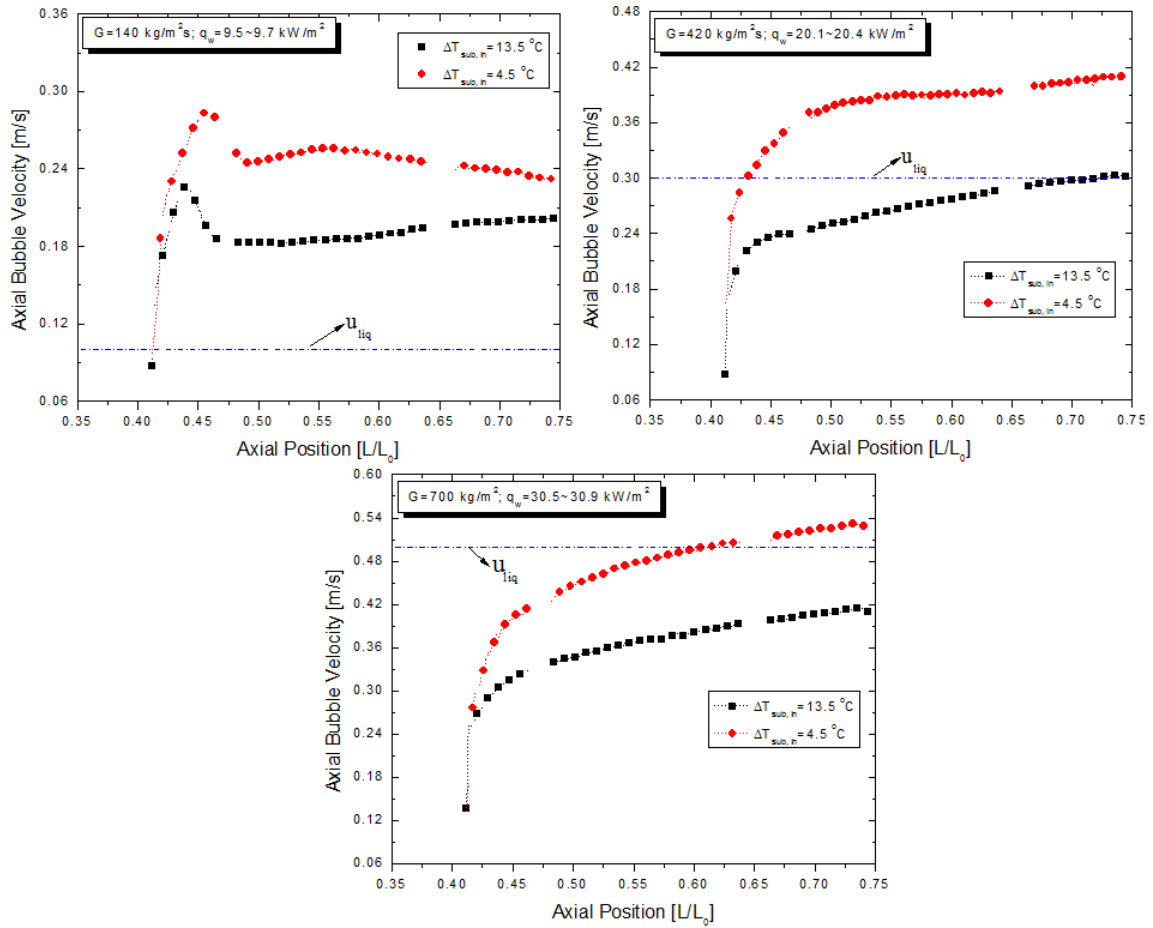 G=140 kg/m²s; q_w=9.5~9.7 kW/m²
ΔT_sub, in=13.5 °C
ΔT_sub, in=4.5 °C
0.36
0.30
0.24
0.18
0.12
0.06
Axial Bubble Velocity [m/s]
u_liq
0.35 0.40 0.45 0.50 0.55 0.60 0.65 0.70 0.75
Axial Position [L/L_0]
G=420 kg/m²s; q_w=20.1~20.4 kW/m²
0.48
0.42
0.36
0.30
0.24
0.18
0.12
0.06
Axial Bubble Velocity [m/s]
u_liq
ΔT_sub, in=13.5 °C
ΔT_sub, in=4.5 °C
0.35 0.40 0.45 0.50 0.55 0.60 0.65 0.70 0.75
Axial Position [L/L_0]
G=700 kg/m²; q_w=30.5~30.9 kW/m²
0.60
0.54
0.48
0.42
0.36
0.30
0.24
0.18
0.12
0.06
Axial Bubble Velocity [m/s]
u_liq
ΔT_sub, in=13.5 °C
ΔT_sub, in=4.5 °C
0.35 0.40 0.45 0.50 0.55 0.60 0.65 0.70 0.75
Axial Position [L/L_0]